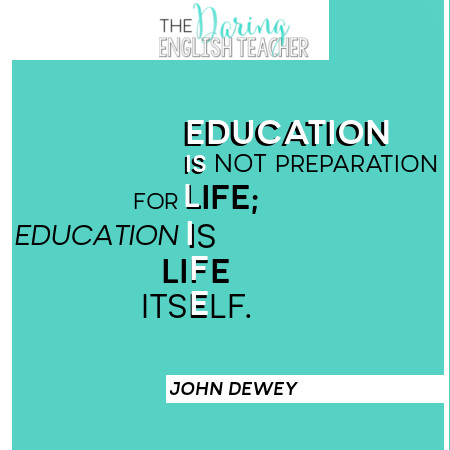 THE Daring
ENGLISH TEACHER
EDUCATION
IS NOT PREPARATION
FOR LIFE;
EDUCATION IS
LIFE
ITSELF.
JOHN DEWEY